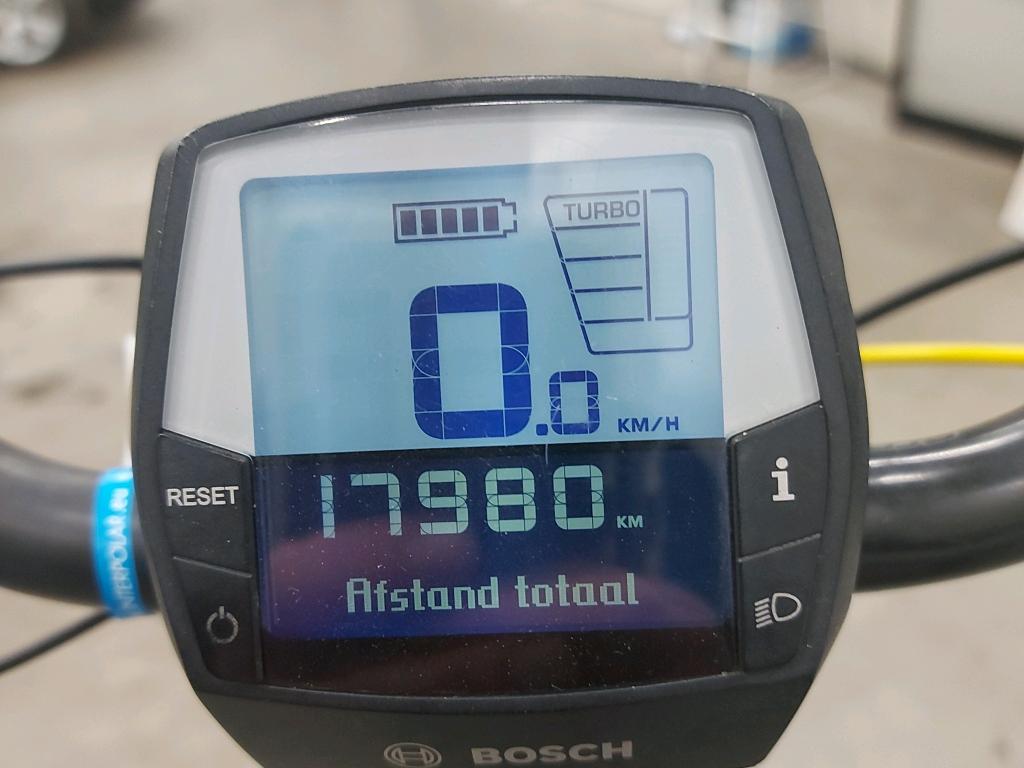 TURBO
0.0 KM/H
17980 KM
Afstand totaal
RESET
i
BOSCH